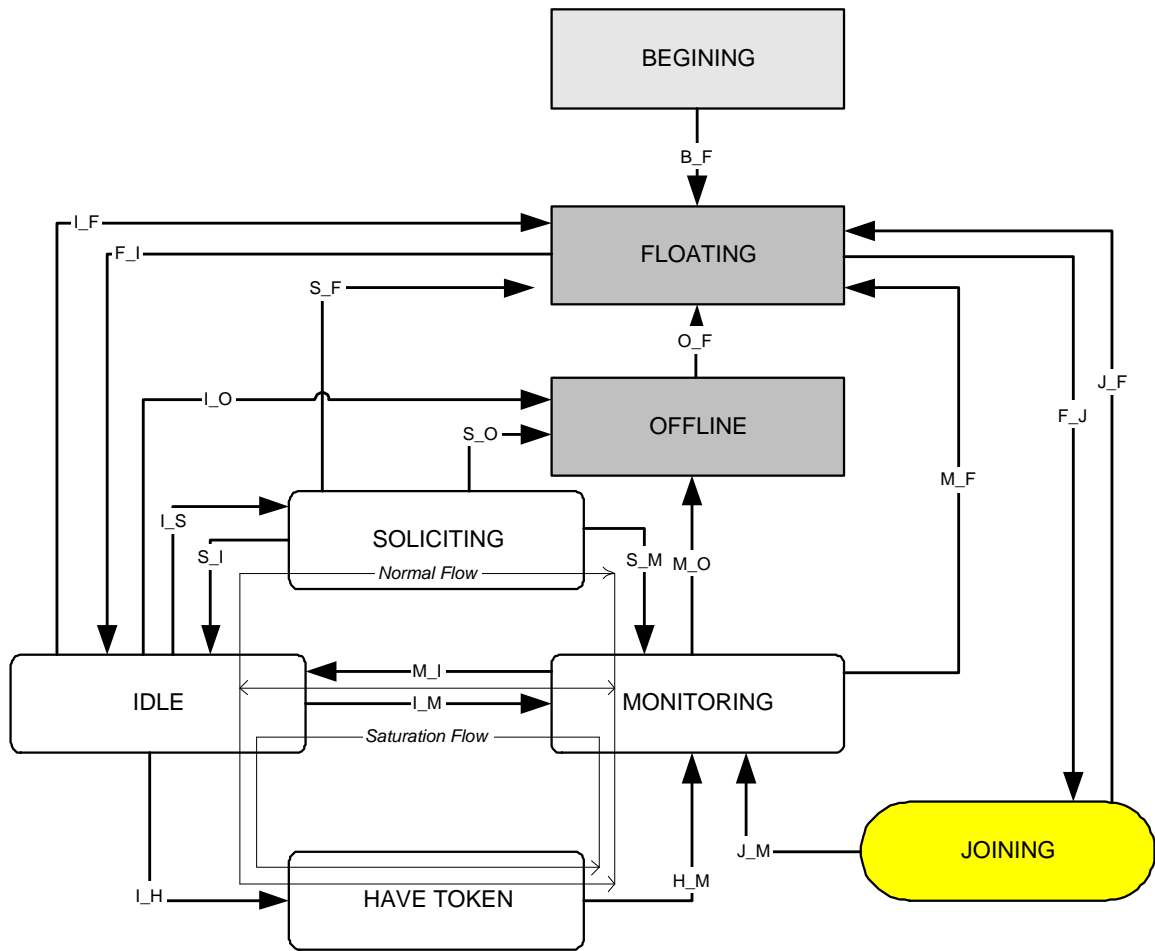 BEGINING
B_F
I_F
F_I
FLOATING
S_F
O_F
J_F
I_O
OFFLINE
F_J
S_O
M_F
I_S
SOLICITING
S_I
S_M
M_O
Normal Flow
M_I
IDLE
I_M
MONITORING
Saturation Flow
J_M
JOINING
I_H
HAVE TOKEN
H_M